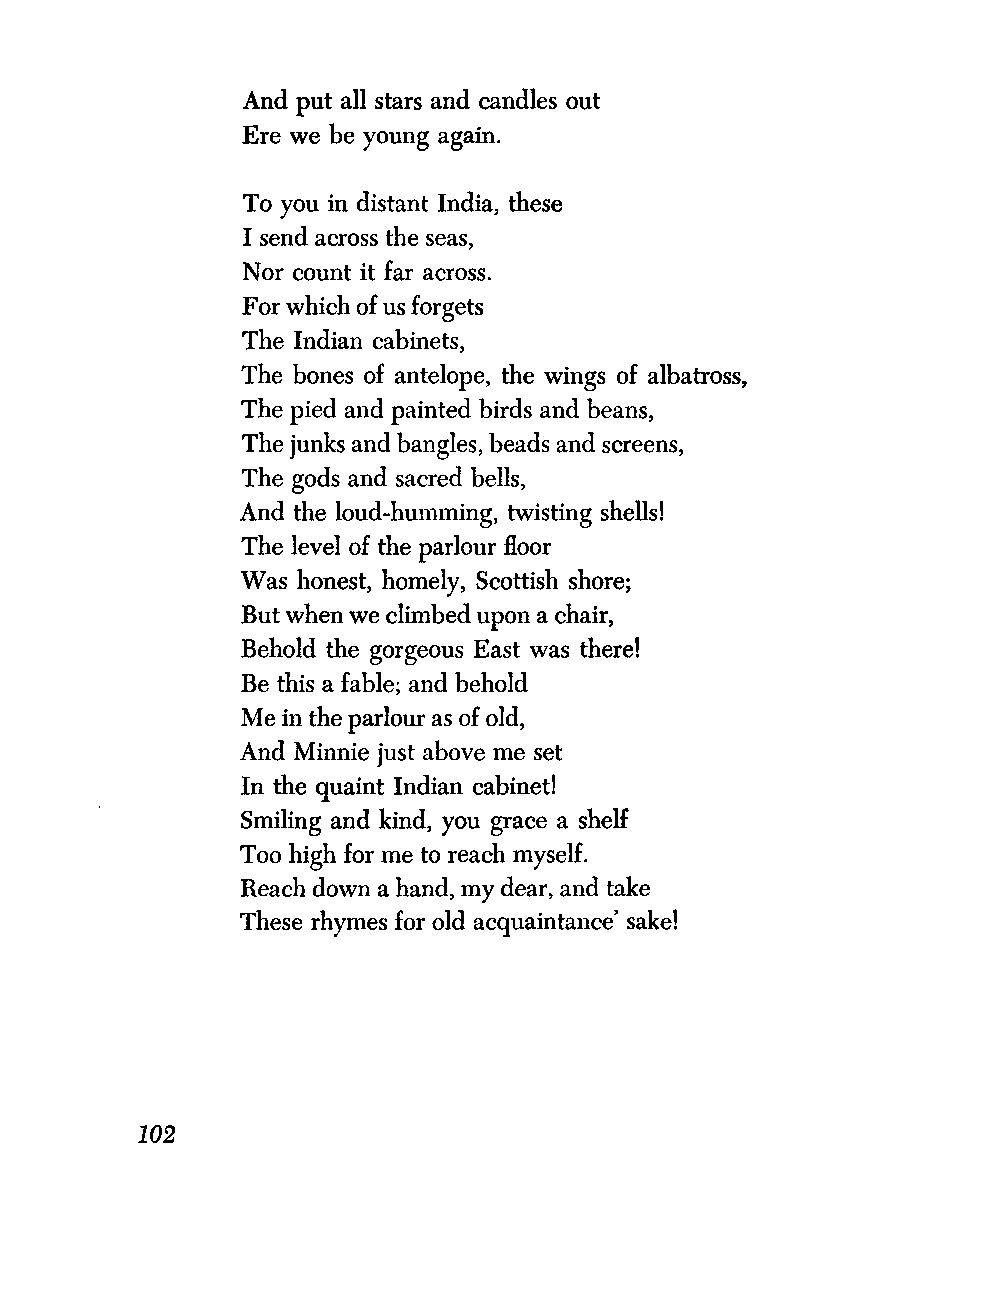 And put all stars and candles out
Ere we be young again.

To you in distant India, these
I send across the seas,
Nor count it far across.
For which of us forgets
The Indian cabinets,
The bones of antelope, the wings of albatross,
The pied and painted birds and beans,
The junks and bangles, beads and screens,
The gods and sacred bells,
And the loud-humming, twisting shells!
The level of the parlour floor
Was honest, homely, Scottish shore;
But when we climbed upon a chair,
Behold the gorgeous East was there!
Be this a fable; and behold
Me in the parlour as of old,
And Minnie just above me set
In the quaint Indian cabinet!
Smiling and kind, you grace a shelf
Too high for me to reach myself.
Reach down a hand, my dear, and take
These rhymes for old acquaintance' sake!

102